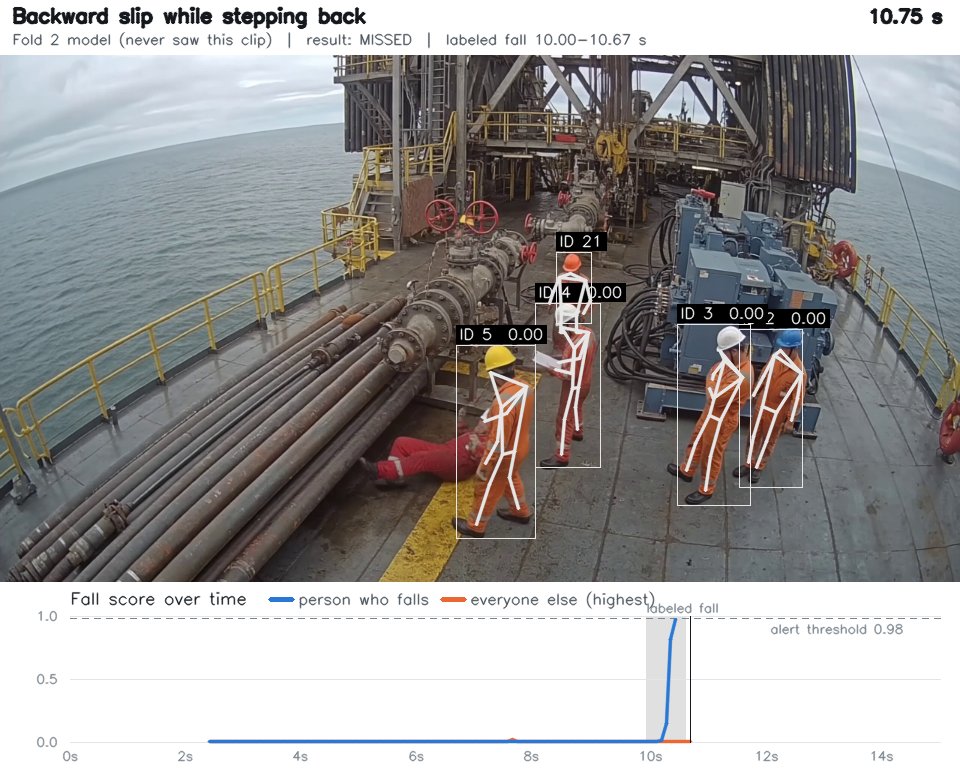 Backward slip while stepping back
10.75 s
Fold 2 model (never saw this clip) | result: MISSED | labeled fall 10.00–10.67 s
ID 21
ID 4 0.00
ID 3 0.00
2 0.00
ID 5 0.00
Fall score over time
person who falls
everyone else (highest)
labeled fall
alert threshold 0.98
1.0
0.5
0.0
0s 2s 4s 6s 8s 10s 12s 14s